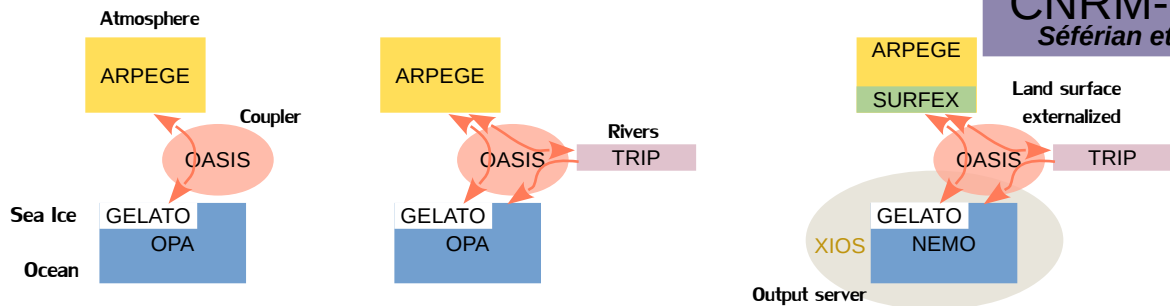 Atmosphere
ARPEGE
Coupler
OASIS
Sea Ice
GELATO
OPA
Ocean
ARPEGE
OASIS
Rivers
TRIP
GELATO
OPA
CNRM-
Séférian et
ARPEGE
SURFEX
Land surface
externalized
OASIS
TRIP
GELATO
XIOS
NEMO
Output server